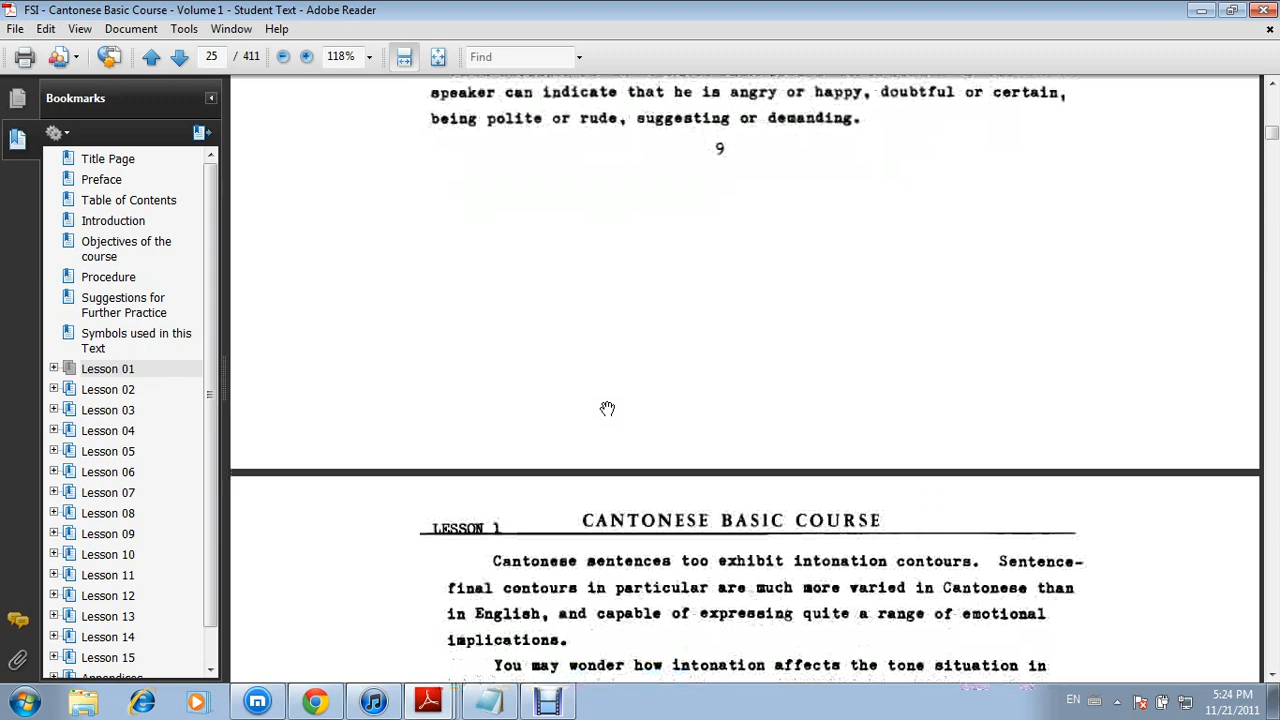 FSI - Cantonese Basic Course - Volume 1 - Student Text - Adobe Reader
File Edit View Document Tools Window Help
25 / 411 118% Find
Bookmarks
Title Page
Preface
Table of Contents
Introduction
Objectives of the
course
Procedure
Suggestions for
Further Practice
Symbols used in this
Text
Lesson 01
Lesson 02
Lesson 03
Lesson 04
Lesson 05
Lesson 06
Lesson 07
Lesson 08
Lesson 09
Lesson 10
Lesson 11
Lesson 12
Lesson 13
Lesson 14
Lesson 15
Appendices
speaker can indicate that he is angry or happy, doubtful or certain,
being polite or rude, suggesting or demanding.
9
LESSON 1 CANTONESE BASIC COURSE
Cantonese sentences too exhibit intonation contours. Sentence-
final contours in particular are much more varied in Cantonese than
in English, and capable of expressing quite a range of emotional
implications.
You may wonder how intonation affects the tone situation in
EN
5:24 PM
11/21/2011